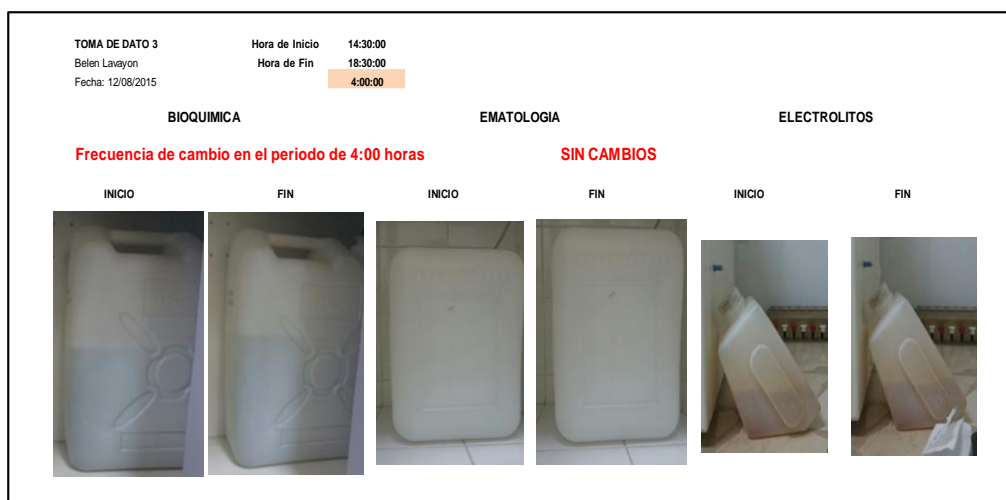 TOMA DE DATO 3 Hora de Inicio 14:30:00
Belen Lavayon Hora de Fin 18:30:00
Fecha: 12/08/2015 4:00:00
BIOQUIMICA EMATOLOGIA ELECTROLITOS
Frecuencia de cambio en el periodo de 4:00 horas SIN CAMBIOS
INICIO FIN INICIO FIN INICIO FIN